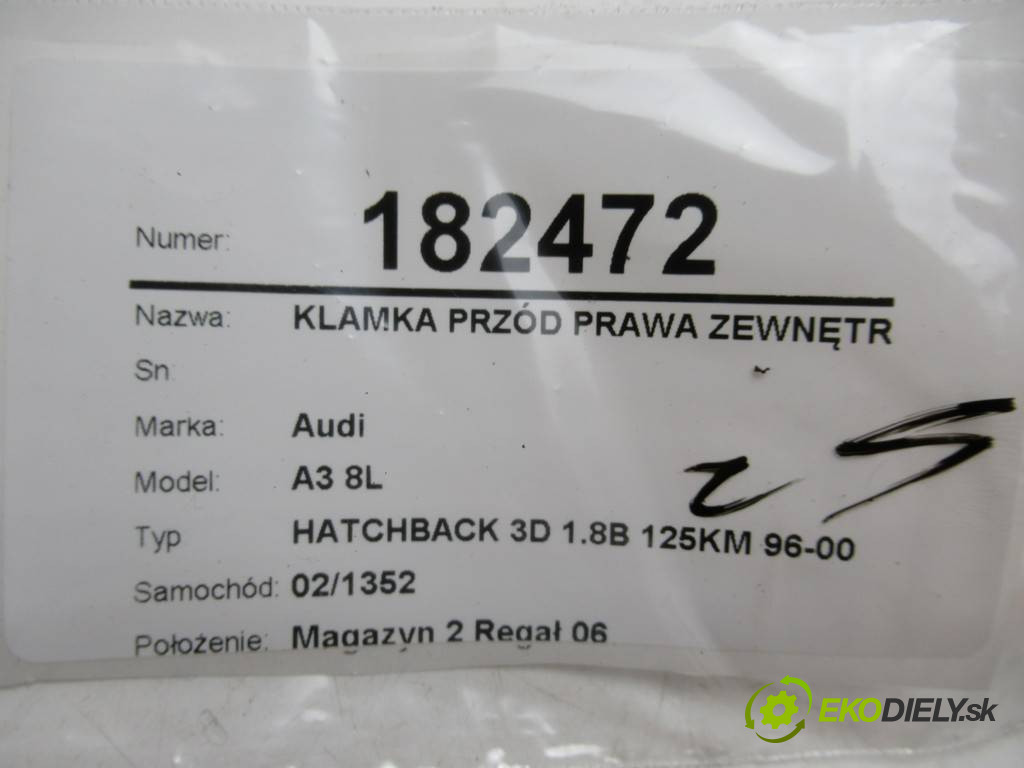 Numer: 182472
Nazwa: KLAMKA PRZÓD PRAWA ZEWNĘTR
Sn:
Marka: Audi
Model: A3 8L
Typ HATCHBACK 3D 1.8B 125KM 96-00
Samochód: 02/1352
Położenie: Magazyn 2 Regał 06
EKODIELY.sk